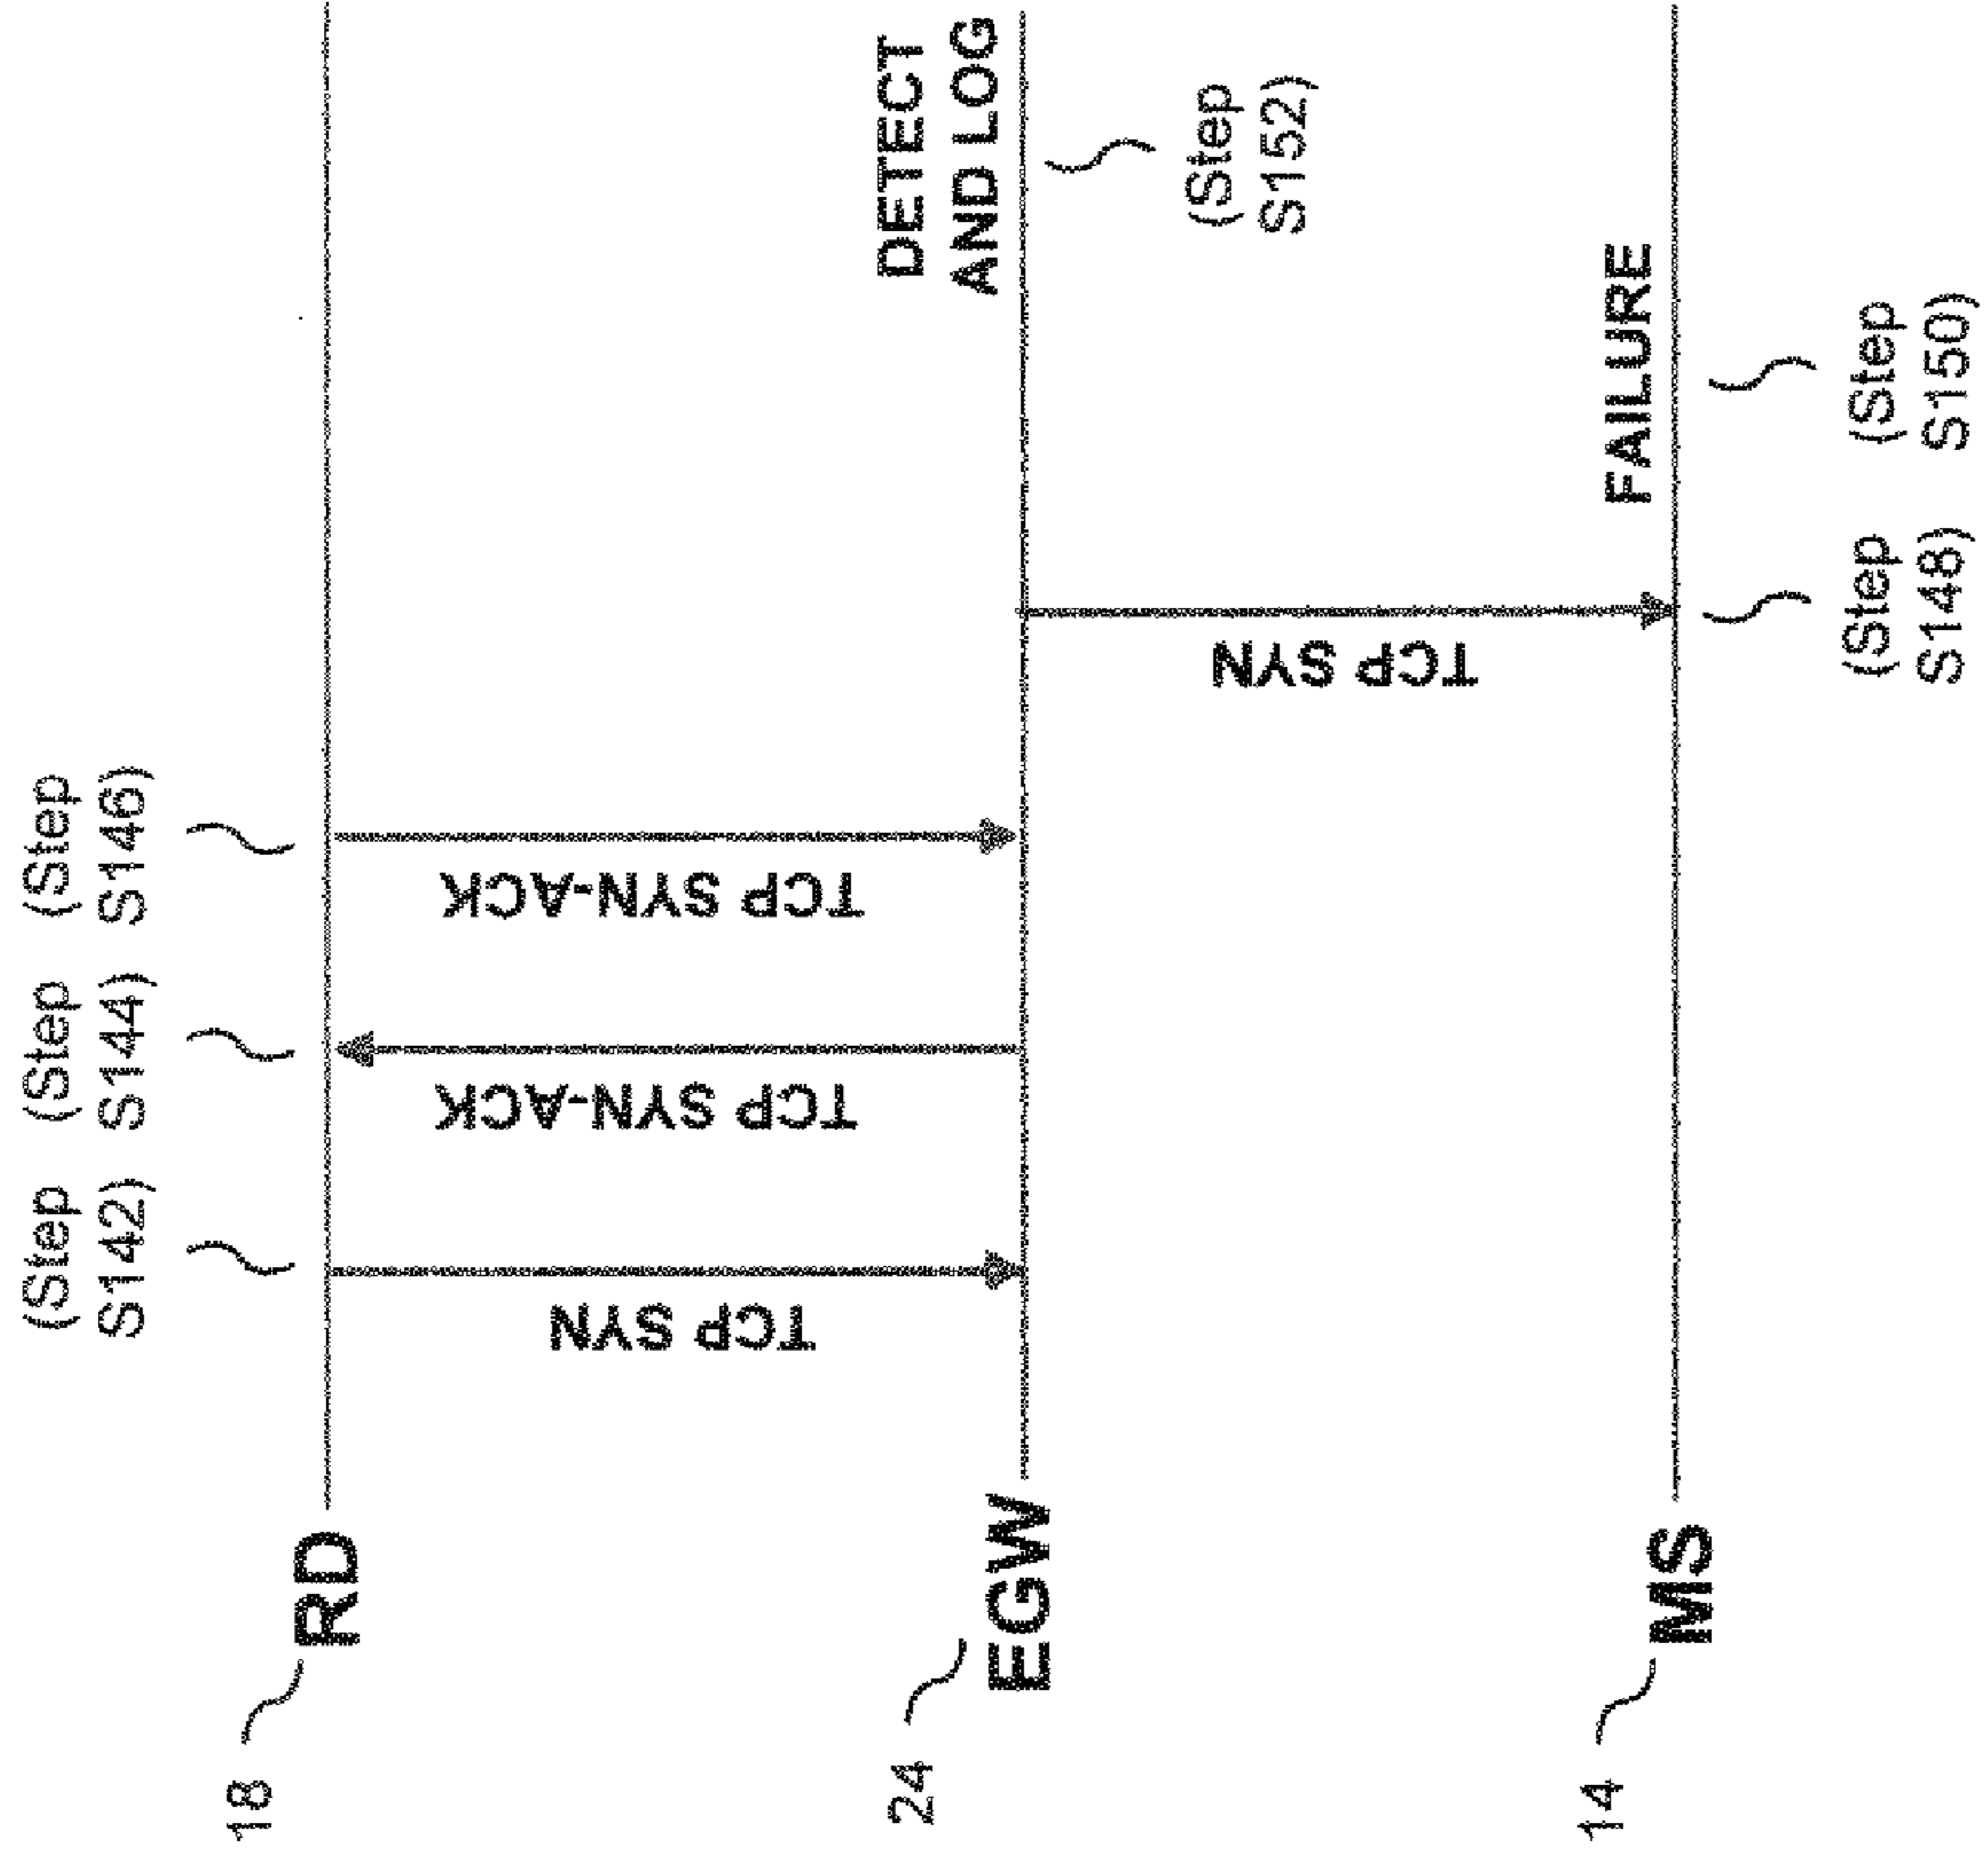 18
RD
24
EGW
14
MS
(Step
S142)
TCP SYN
(Step
S144)
TCP SYN-ACK
(Step
S146)
TCP SYN-ACK
TCP SYN
(Step
S148)
FAILURE
(Step
S150)
DETECT
AND LOG
(Step
S152)